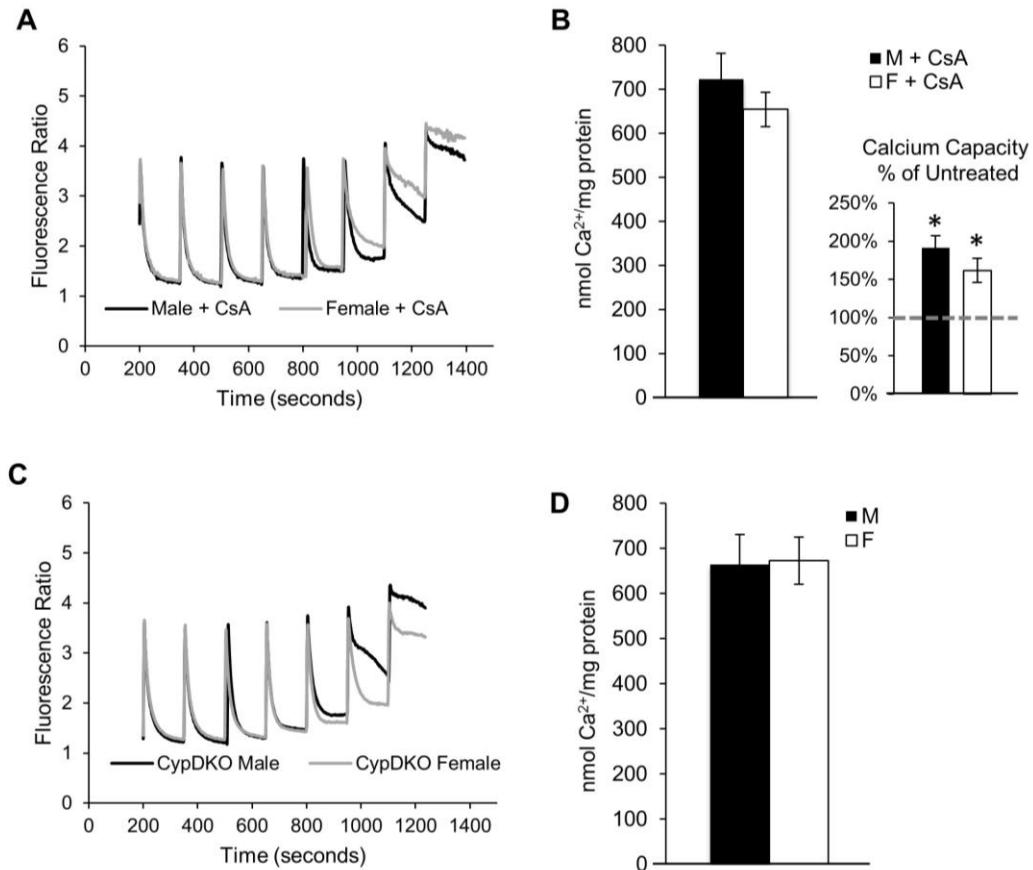 A
6
5
4
3
2
1
0
Fluorescence Ratio
Male + CsA
Female + CsA
0 200 400 600 800 1000 1200 1400
Time (seconds)
B
800
700
600
500
400
300
200
100
0
nmol Ca²⁺/mg protein
M + CsA
F + CsA
Calcium Capacity
% of Untreated
250%
200%
150%
100%
50%
0%
* *
C
6
5
4
3
2
1
0
Fluorescence Ratio
CypDKO Male
CypDKO Female
0 200 400 600 800 1000 1200 1400
Time (seconds)
D
800
700
600
500
400
300
200
100
0
nmol Ca²⁺/mg protein
M
F